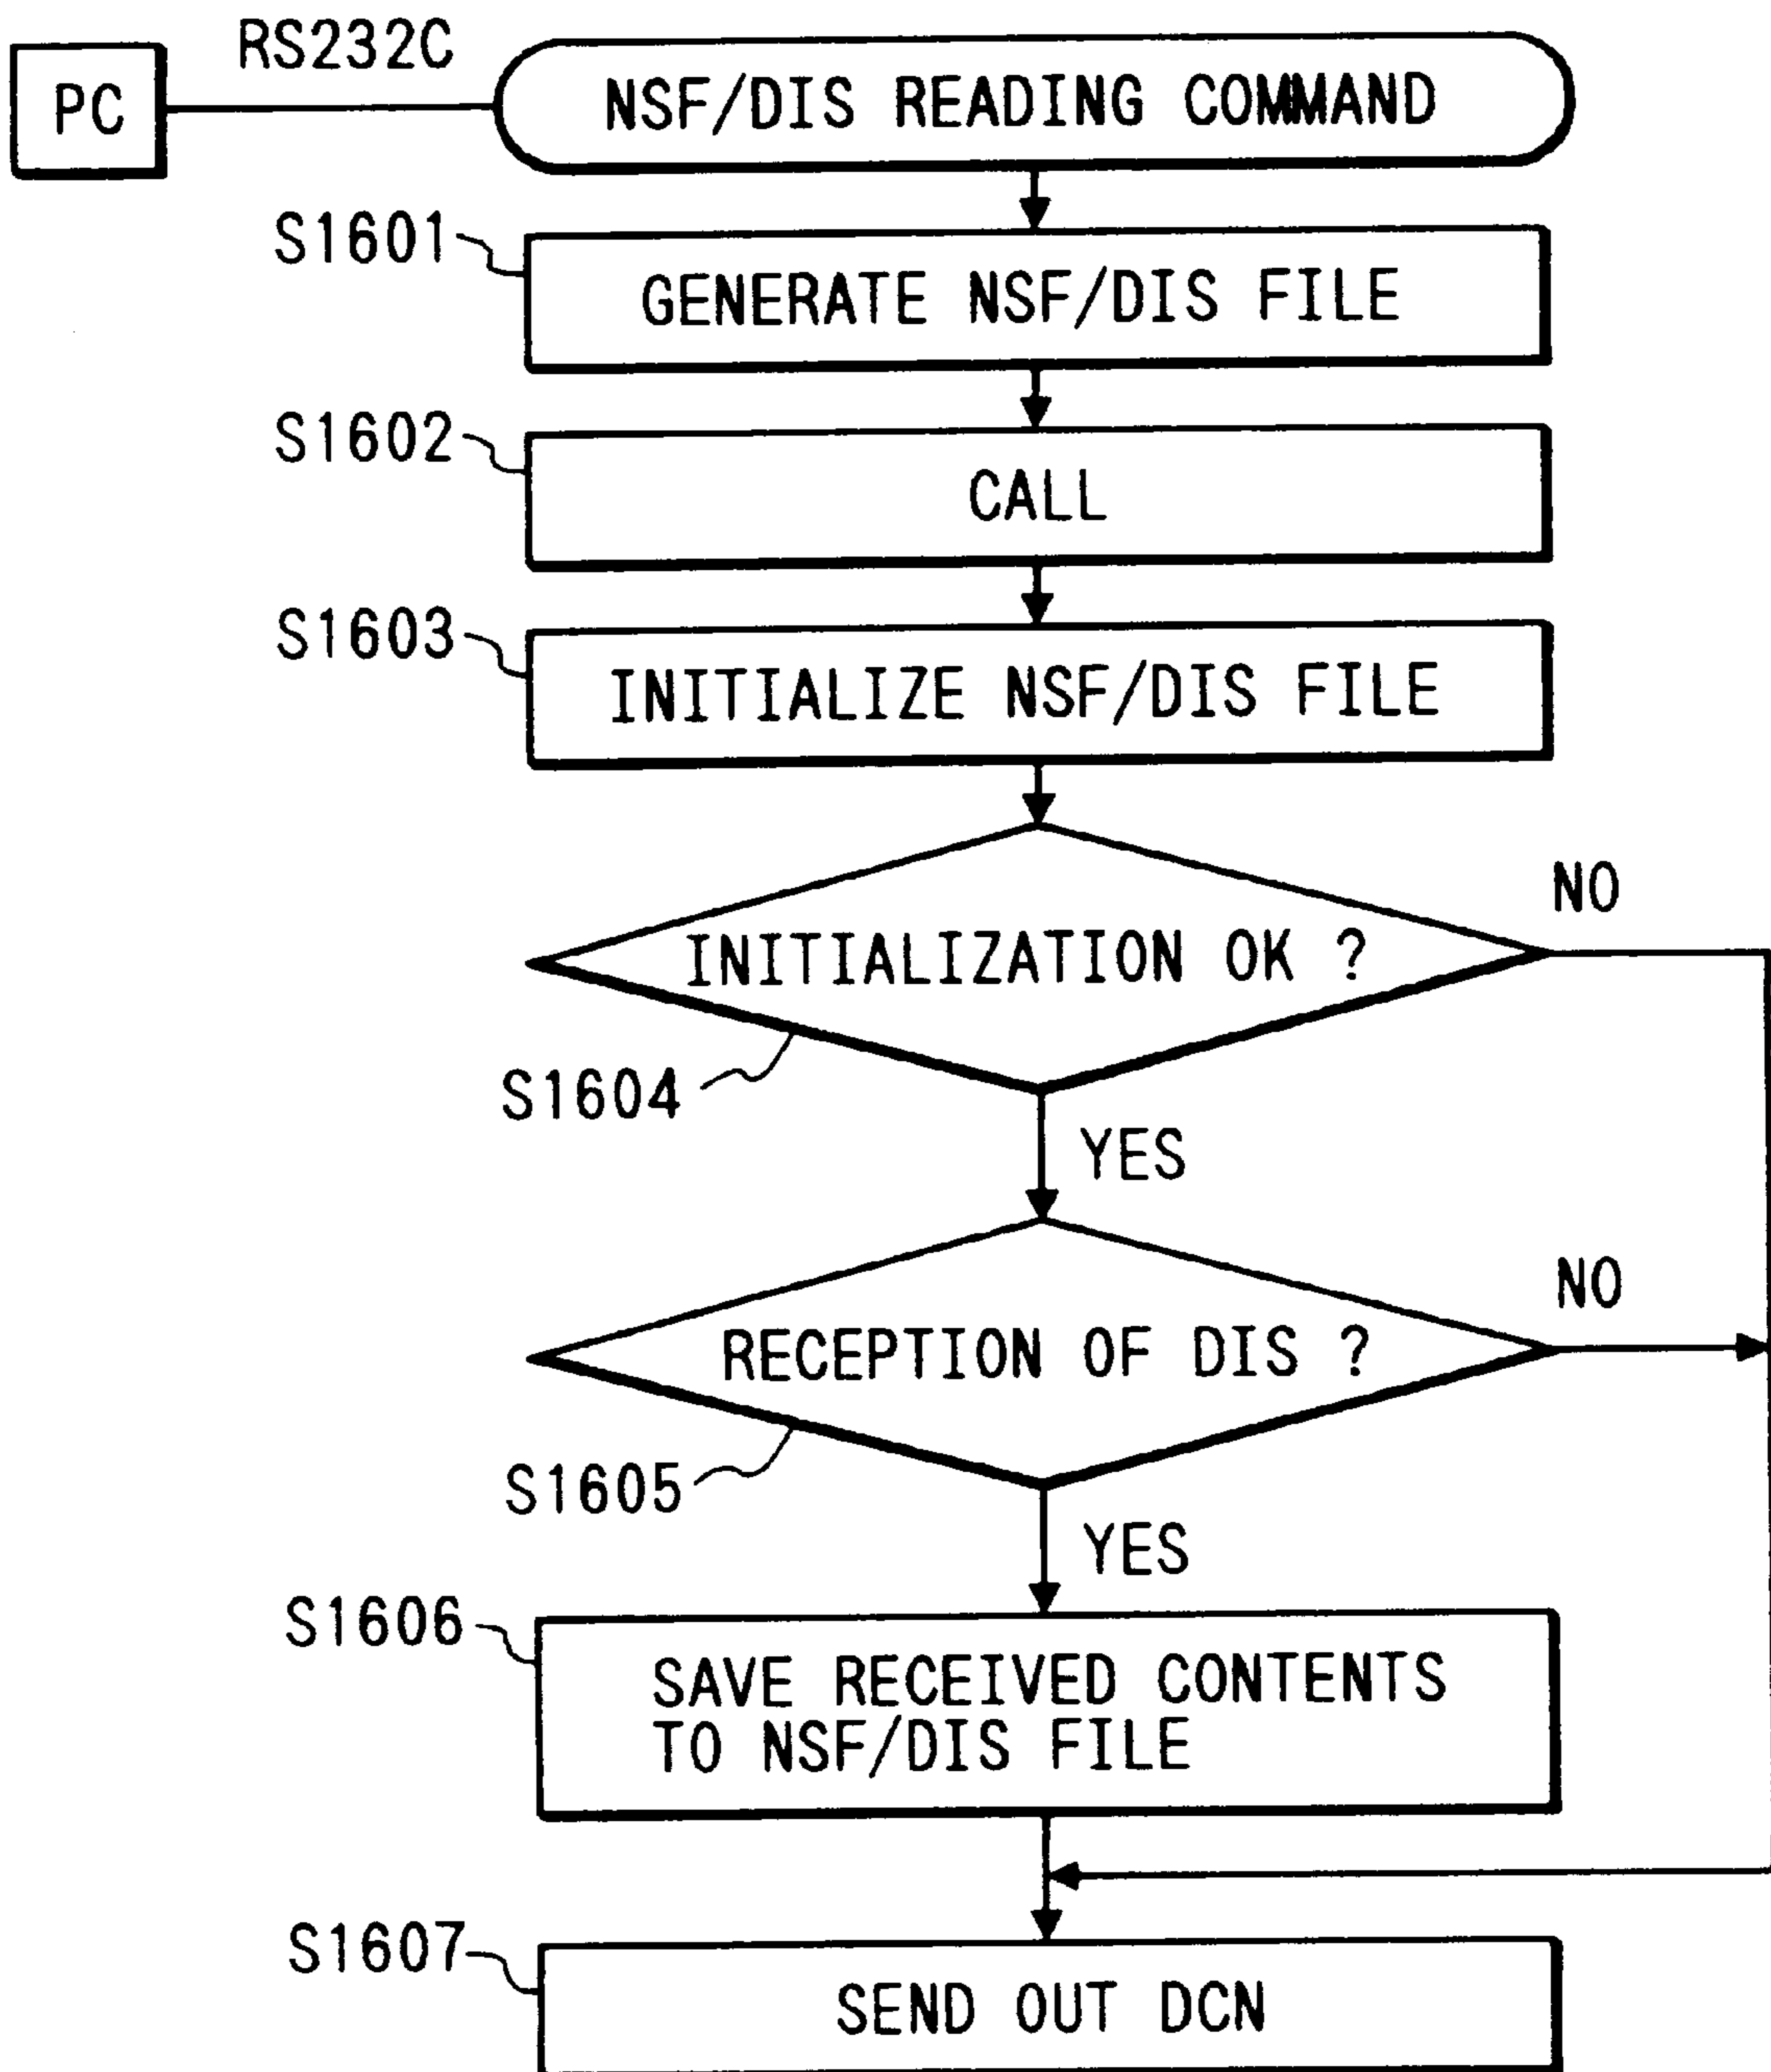 RS232C
PC
NSF/DIS READING COMMAND
S1601
GENERATE NSF/DIS FILE
S1602
CALL
S1603
INITIALIZE NSF/DIS FILE
NO
INITIALIZATION OK ?
S1604
YES
NO
RECEPTION OF DIS ?
S1605
YES
S1606
SAVE RECEIVED CONTENTS
TO NSF/DIS FILE
S1607
SEND OUT DCN